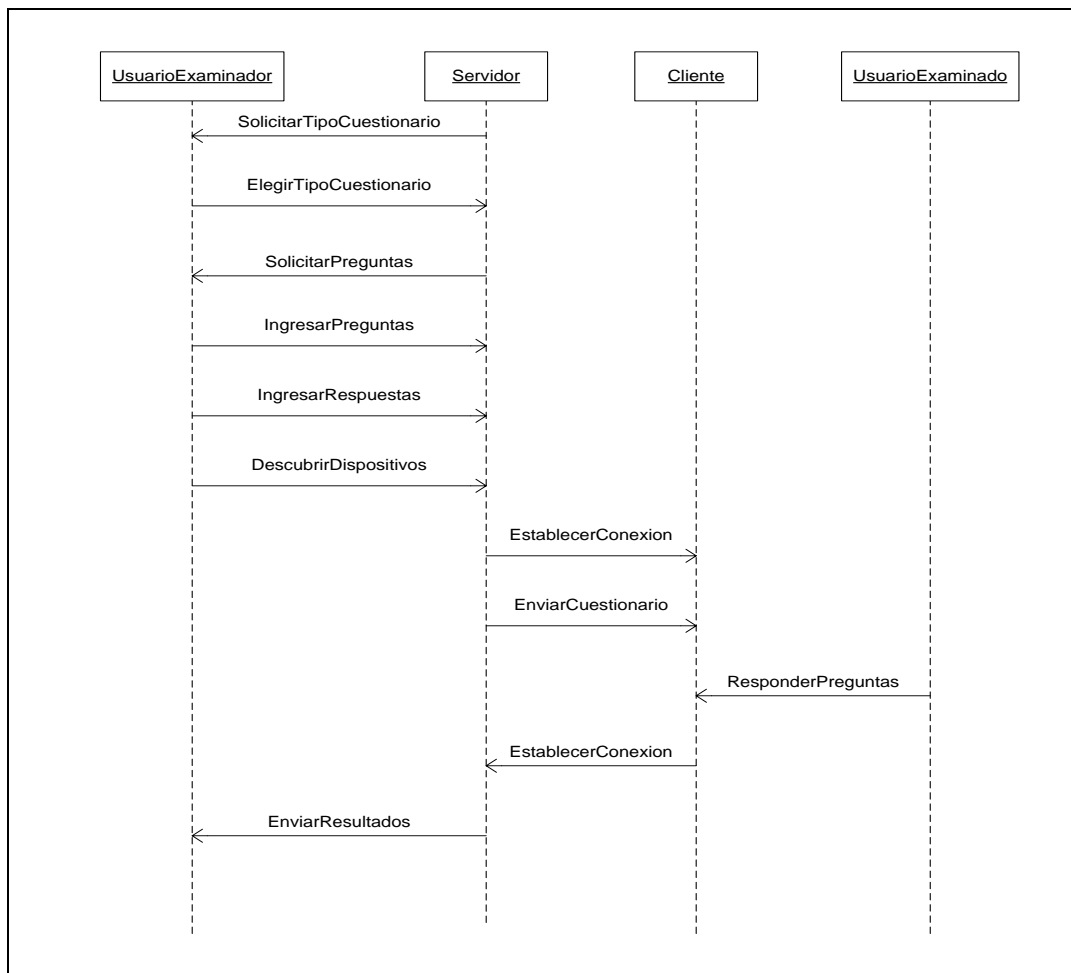 UsuarioExaminador
Servidor
Cliente
UsuarioExaminado
SolicitarTipoCuestionario
ElegirTipoCuestionario
SolicitarPreguntas
IngresarPreguntas
IngresarRespuestas
DescubrirDispositivos
EstablecerConexion
EnviarCuestionario
ResponderPreguntas
EstablecerConexion
EnviarResultados